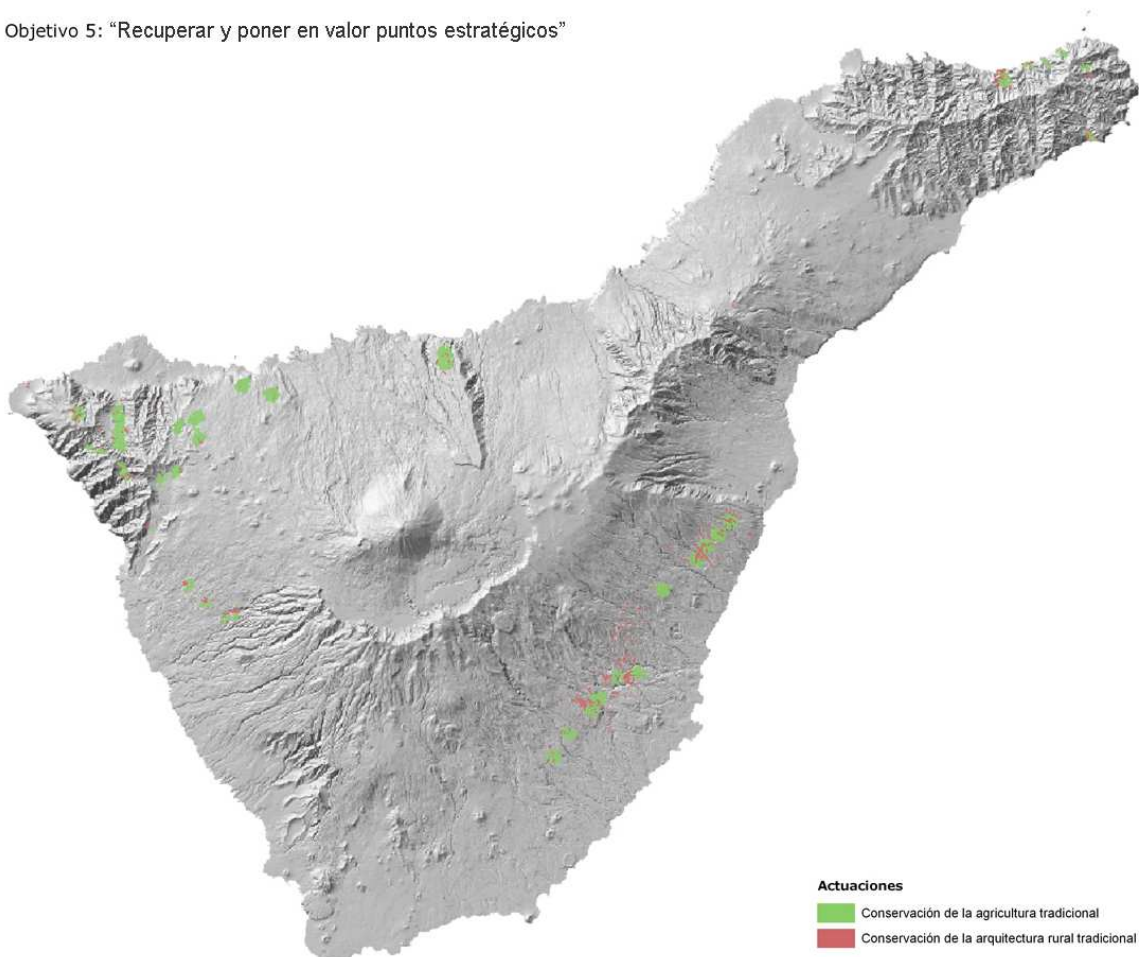 Objetivo 5: “Recuperar y poner en valor puntos estratégicos”
Actuaciones
Conservación de la agricultura tradicional
Conservación de la arquitectura rural tradicional